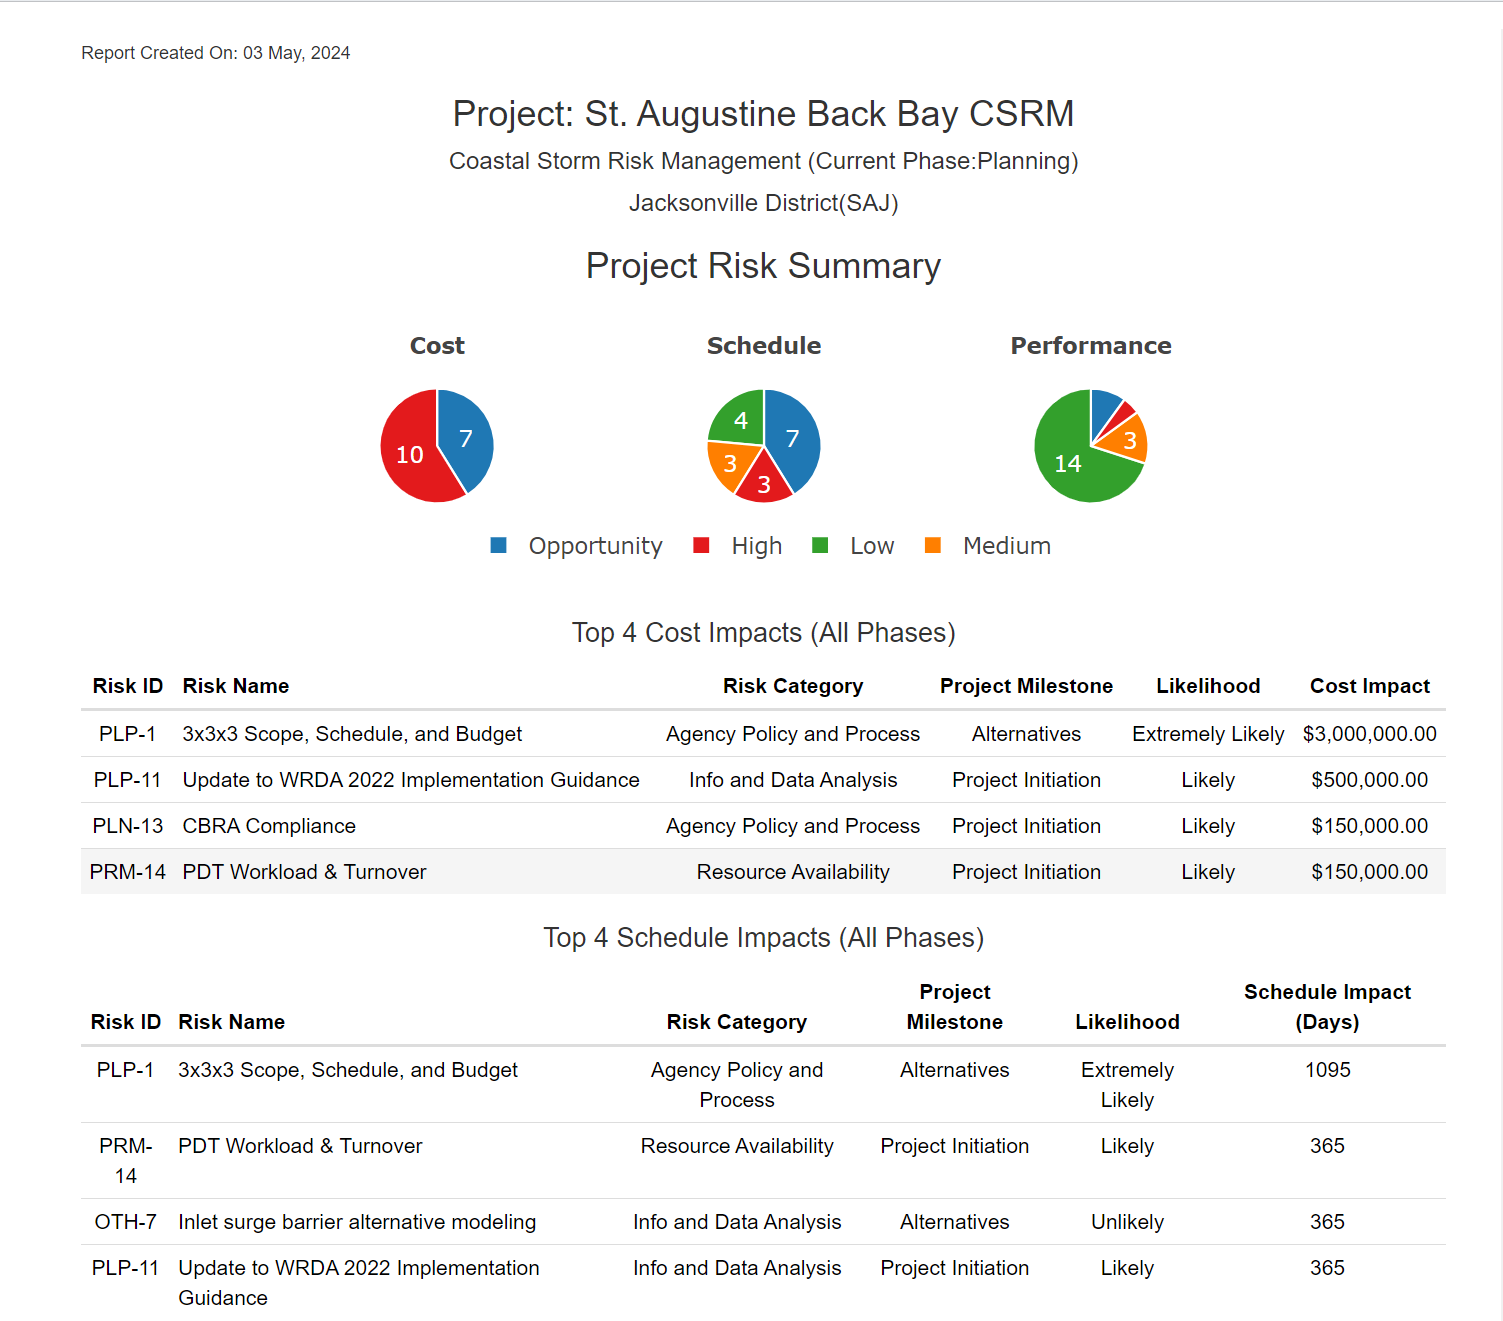 Report Created On: 03 May, 2024
Project: St. Augustine Back Bay CSRM
Coastal Storm Risk Management (Current Phase:Planning)
Jacksonville District(SAJ)
Project Risk Summary
Cost Schedule Performance
10 7 4 7 3 3 14 3
Opportunity High Low Medium
Top 4 Cost Impacts (All Phases)
Risk ID Risk Name Risk Category Project Milestone Likelihood Cost Impact
PLP-1 3x3x3 Scope, Schedule, and Budget Agency Policy and Process Alternatives Extremely Likely $3,000,000.00
PLP-11 Update to WRDA 2022 Implementation Guidance Info and Data Analysis Project Initiation Likely $500,000.00
PLN-13 CBRA Compliance Agency Policy and Process Project Initiation Likely $150,000.00
PRM-14 PDT Workload & Turnover Resource Availability Project Initiation Likely $150,000.00
Top 4 Schedule Impacts (All Phases)
Project Schedule Impact
Risk ID Risk Name Risk Category Milestone Likelihood (Days)
PLP-1 3x3x3 Scope, Schedule, and Budget Agency Policy and Alternatives Extremely 1095
Process Likely
PRM- PDT Workload & Turnover Resource Availability Project Initiation Likely 365
14
OTH-7 Inlet surge barrier alternative modeling Info and Data Analysis Alternatives Unlikely 365
PLP-11 Update to WRDA 2022 Implementation Info and Data Analysis Project Initiation Likely 365
Guidance